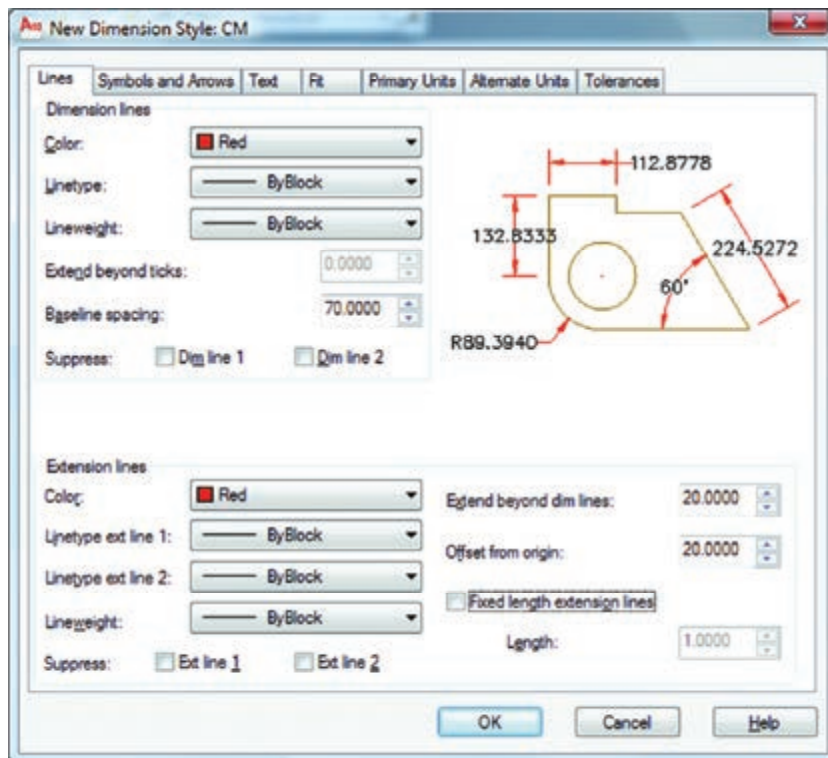 New Dimension Style: CM
Lines Symbols and Arrows Text Fit Primary Units Alternate Units Tolerances
Dimension lines
Color: Red
Linetype: ByBlock
Lineweight: ByBlock
Extend beyond ticks: 0.0000
Baseline spacing: 70.0000
Suppress: Dim line 1 Dim line 2
112.8778
132.8333
224.5272
60°
R89.3940
Extension lines
Color: Red
Linetype ext line 1: ByBlock
Linetype ext line 2: ByBlock
Lineweight: ByBlock
Suppress: Ext line 1 Ext line 2
Extend beyond dim lines: 20.0000
Offset from origin: 20.0000
Fixed length extension lines
Length: 1.0000
OK Cancel Help